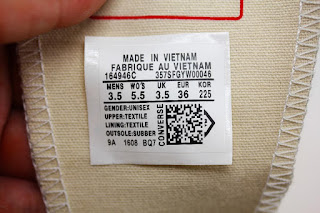 MADE IN VIETNAM
FABRIQUE AU VIETNAM
164946C 357SFGYW00046
MENS WO'S UK EUR KOR
3.5 5.5 3.5 36 225
GENDER:UNISEX
UPPER:TEXTILE
LINING:TEXTILE
OUTSOLE:SUBBER
9A 1608 BQ7
CONVERSE